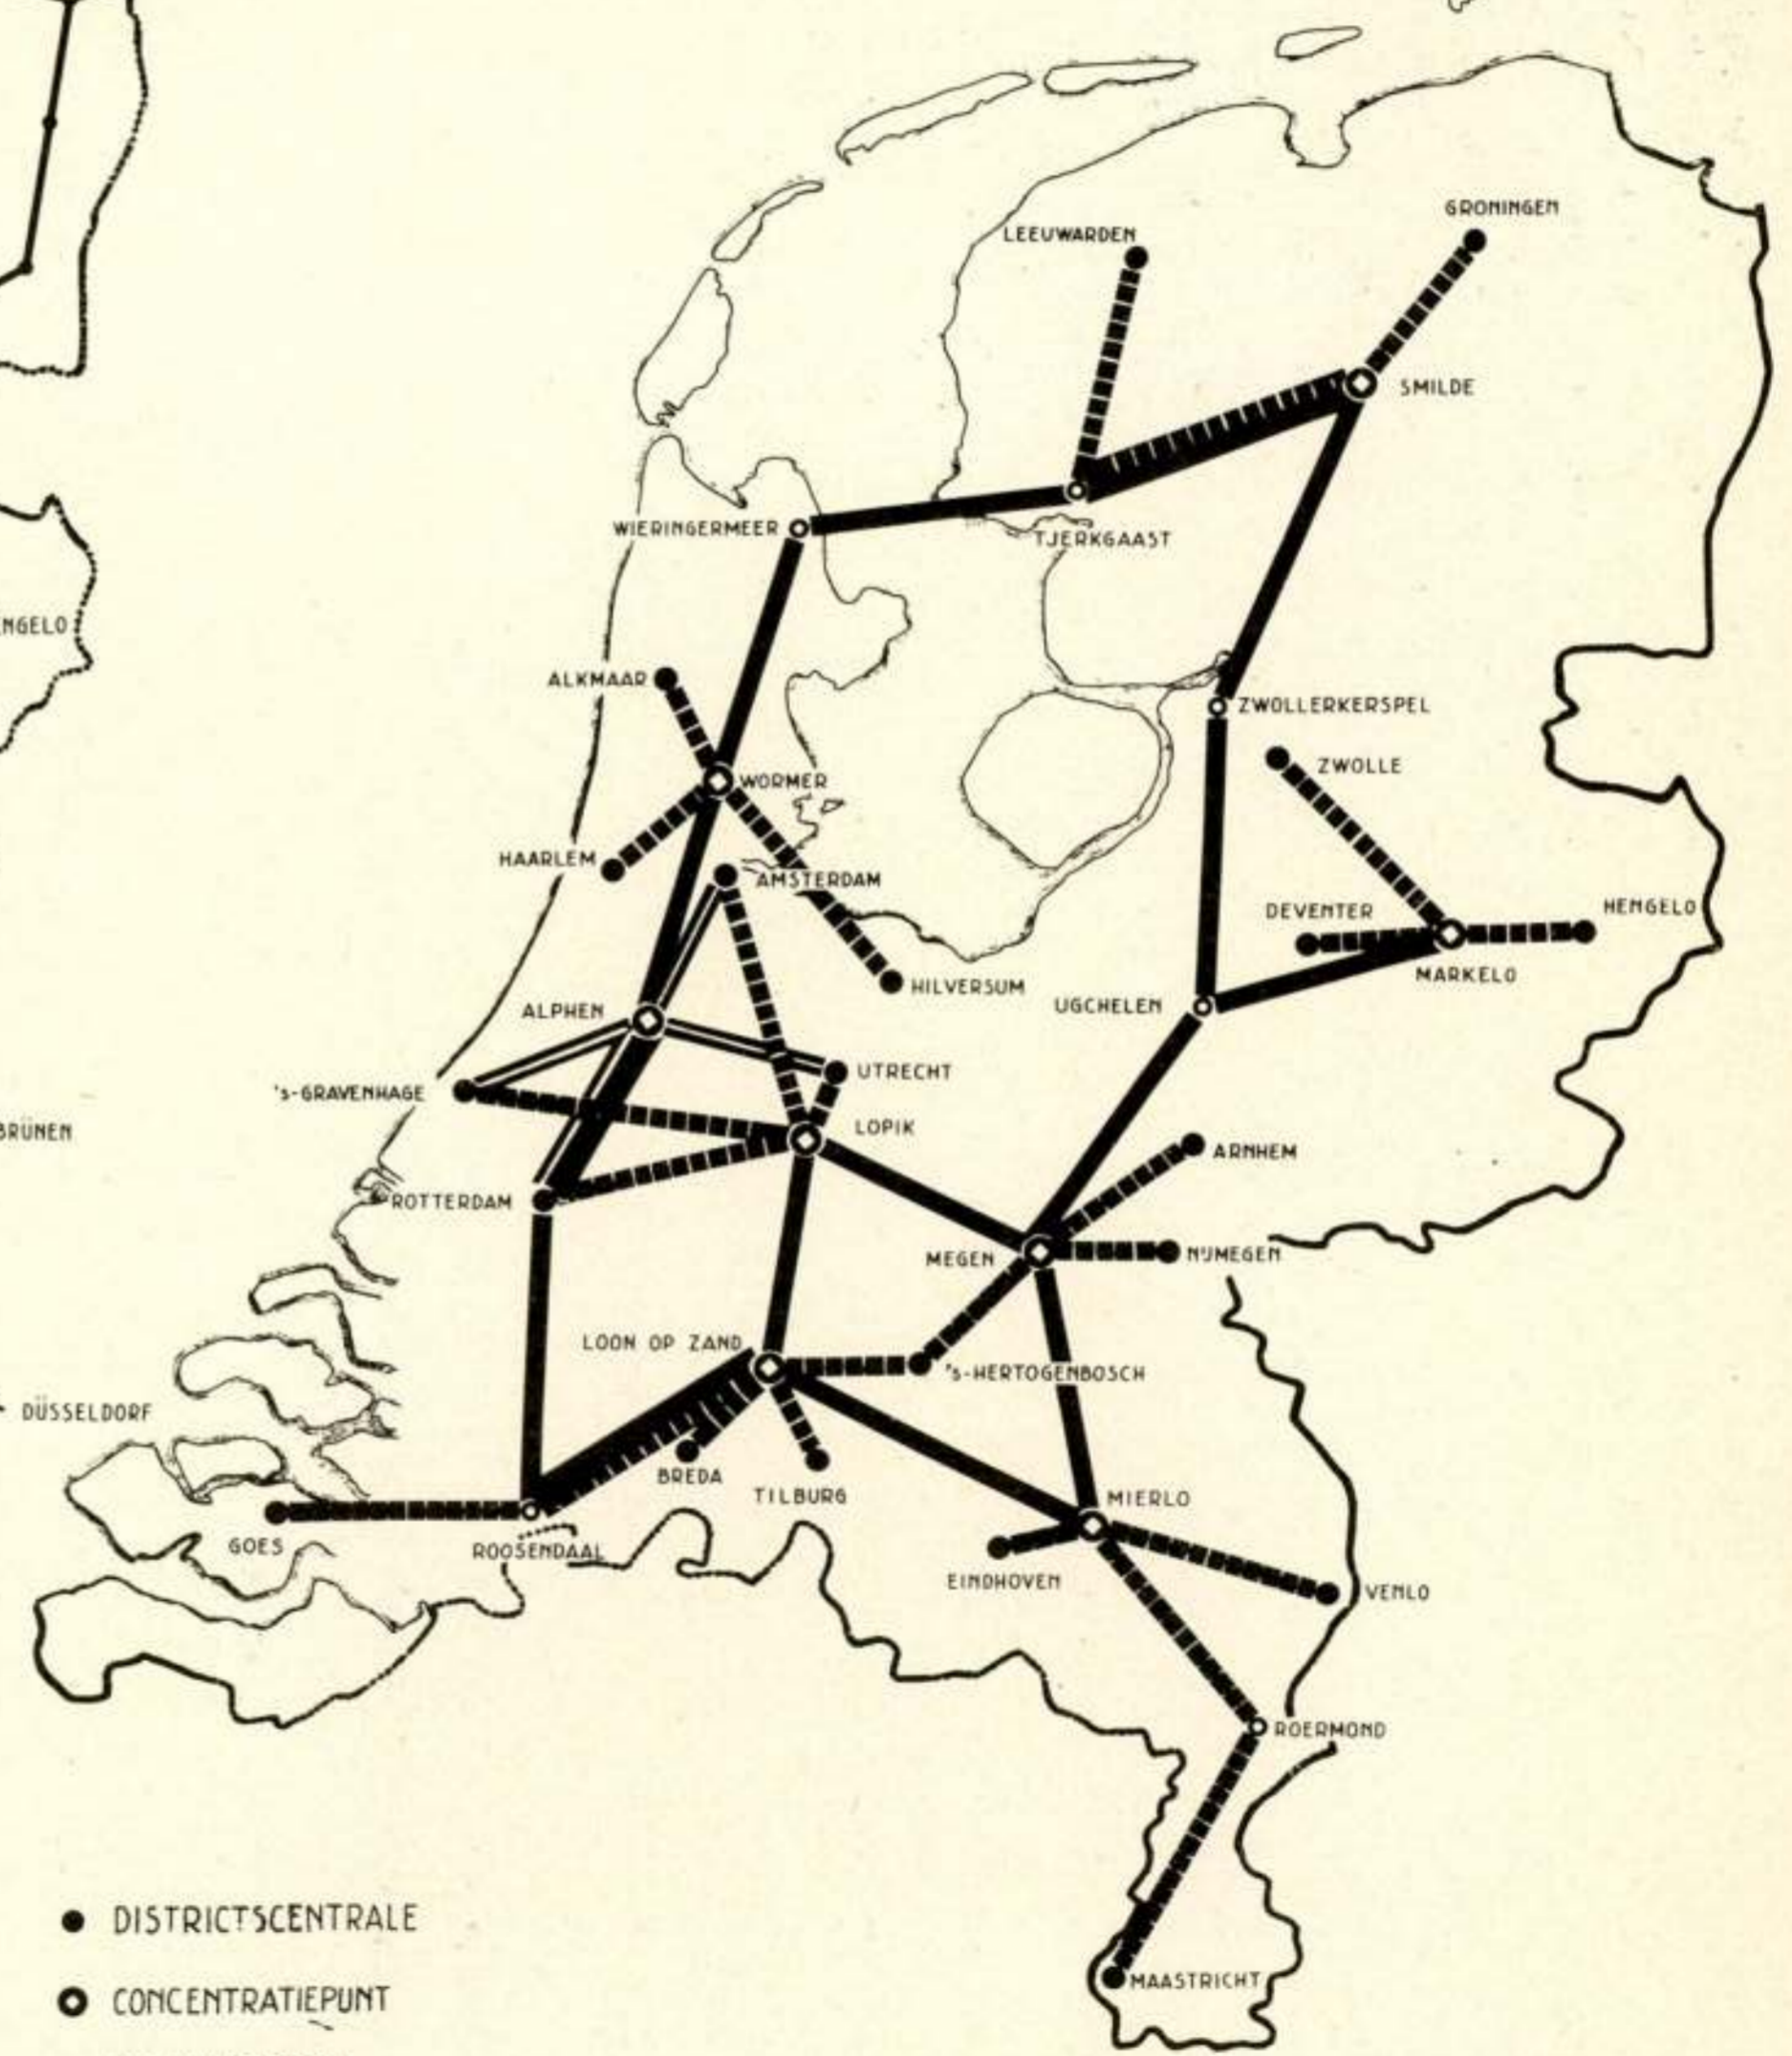 GRONINGEN
LEEUWARDEN
SMILDE
WIERINGERMEER
TJERKGAAST
NGELO
ALKMAAR
ZWOLLERKERSPEL
ZWOLLE
WORMER
HAARLEM
AMSTERDAM
DEVENTER
HENGELO
MARKELO
HILVERSUM
UGCHELEN
ALPHEN
UTRECHT
's-GRAVENHAGE
LOPIK
BRÜNEN
ARNHEM
ROTTERDAM
MEGEN
NIJMEGEN
LOON OP ZAND
's-HERTOGENBOSCH
DÜSSELDORF
BREDA
TILBURG
MIERLO
GOES
ROOSENDAAL
EINDHOVEN
VENLO
ROERMOND
MAASTRICHT
DISTRICTSCENTRALE
CONCENTRATIEPUNT